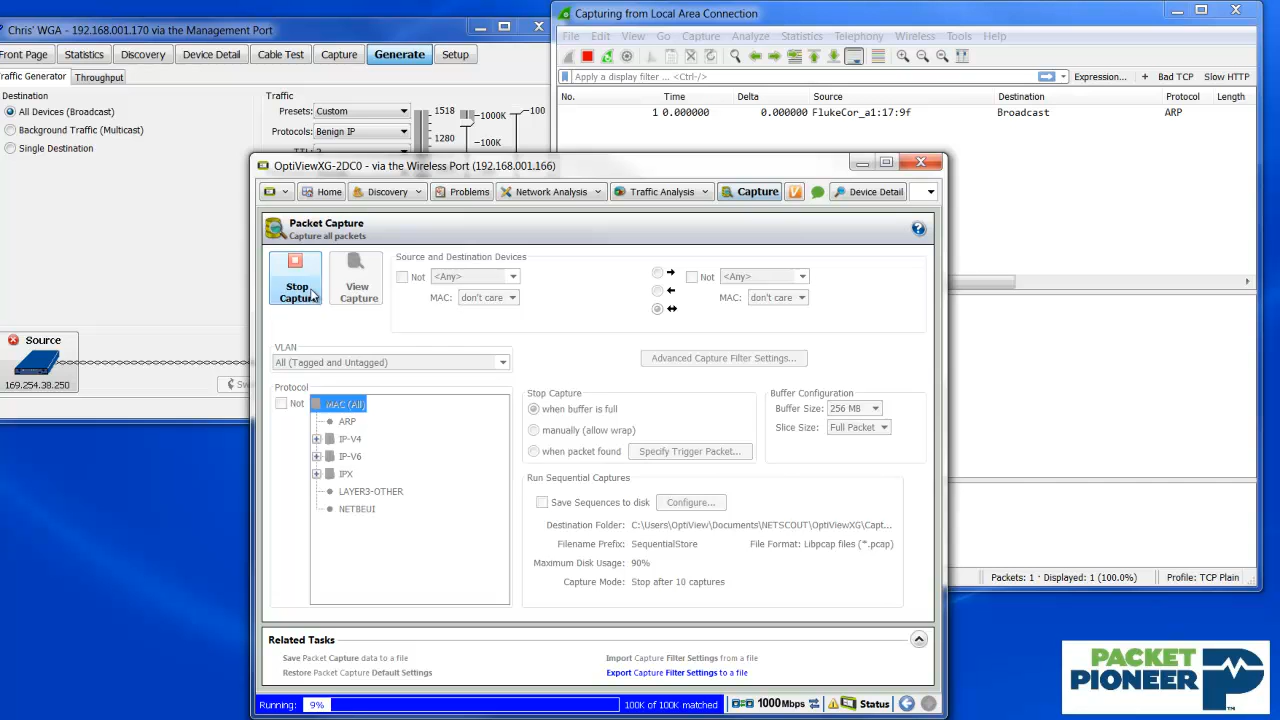 Chris' WGA - 192.168.001.170 via the Management Port
Front Page Statistics Discovery Device Detail Cable Test Capture Generate Setup
Traffic Generator Throughput
Destination
All Devices (Broadcast)
Background Traffic (Multicast)
Single Destination
Traffic
Presets: Custom
Protocols: Benign IP
1518
1280
1000K
100K
100
Source
169.254.38.250
Capturing from Local Area Connection
File Edit View Go Capture Analyze Statistics Telephony Wireless Tools Help
Apply a display filter ... <Ctrl-/> Expression... + Bad TCP Slow HTTP
No. Time Delta Source Destination Protocol Length
1 0.000000 0.000000 FlukeCor_a1:17:9f Broadcast ARP
Packets: 1 · Displayed: 1 (100.0%) Profile: TCP Plain
OptiViewXG-2DC0 - via the Wireless Port (192.168.001.166)
Home Discovery Problems Network Analysis Traffic Analysis Capture Device Detail
Packet Capture
Capture all packets
Stop Capture
View Capture
Source and Destination Devices
Not <Any> Not <Any>
MAC: don't care MAC: don't care
VLAN
All (Tagged and Untagged)
Advanced Capture Filter Settings...
Protocol
Not
MAC (All)
ARP
IP-V4
IP-V6
IPX
LAYER3-OTHER
NETBEUI
Stop Capture
when buffer is full
manually (allow wrap)
when packet found Specify Trigger Packet...
Buffer Configuration
Buffer Size: 256 MB
Slice Size: Full Packet
Run Sequential Captures
Save Sequences to disk Configure...
Destination Folder: C:\Users\OptiView\Documents\NETSCOUT\OptiViewXG\Capt...
Filename Prefix: SequentialStore File Format: Libpcap files (*.pcap)
Maximum Disk Usage: 90%
Capture Mode: Stop after 10 captures
Related Tasks
Save Packet Capture data to a file Import Capture Filter Settings from a file
Restore Packet Capture Default Settings Export Capture Filter Settings to a file
Running: 9% 100K of 100K matched 1000Mbps Status
PACKET
PIONEER